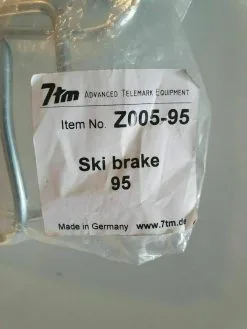 7tm ADVANCED TELEMARK EQUIPMENT
Item No. Z005-95
Ski brake
95
Made in Germany www.7tm.de